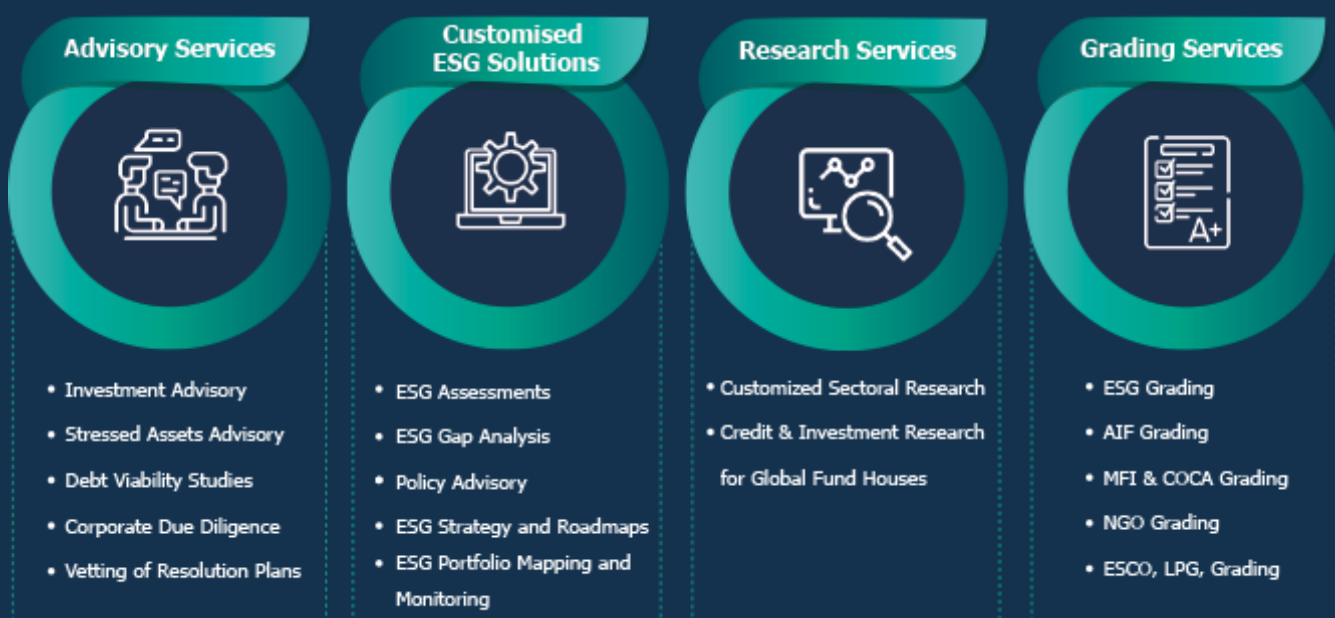 Advisory Services
• Investment Advisory
• Stressed Assets Advisory
• Debt Viability Studies
• Corporate Due Diligence
• Vetting of Resolution Plans
Customised
ESG Solutions
• ESG Assessments
• ESG Gap Analysis
• Policy Advisory
• ESG Strategy and Roadmaps
• ESG Portfolio Mapping and
Monitoring
Research Services
• Customized Sectoral Research
• Credit & Investment Research
for Global Fund Houses
Grading Services
A+
• ESG Grading
• AIF Grading
• MFI & COCA Grading
• NGO Grading
• ESCO, LPG, Grading